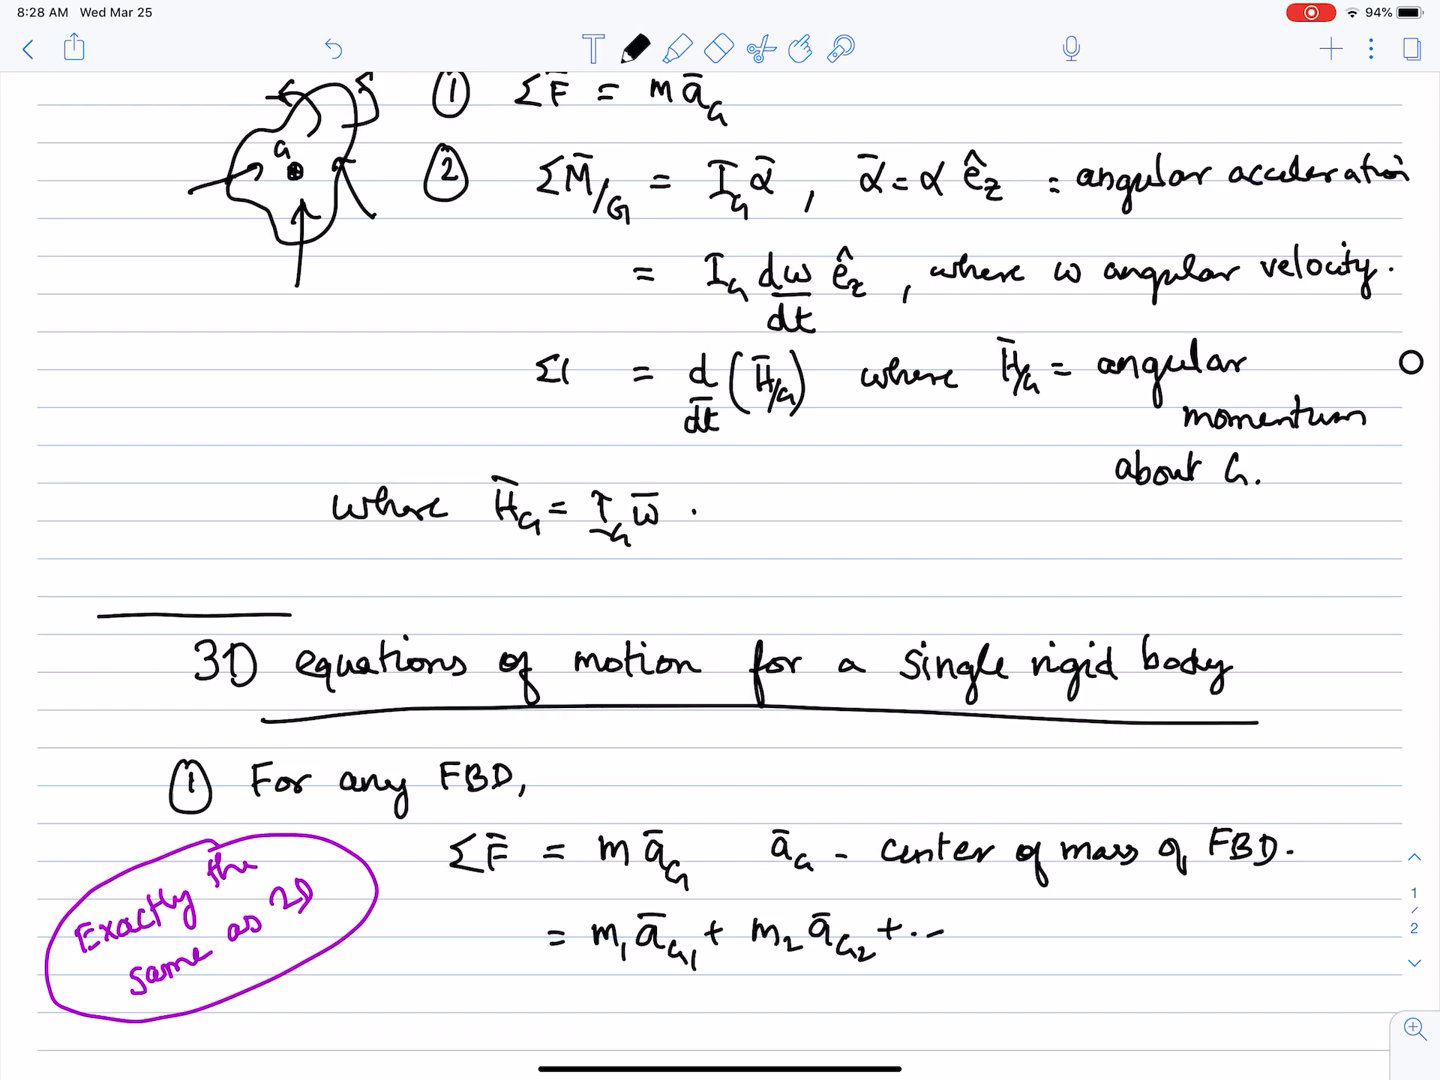 8:28 AM Wed Mar 25
94%
T
G
① ΣF̄ = m ā_G
② ΣM̄/G = I_G ᾱ , ᾱ = α ê_z = angular acceleration
= I_G dω/dt ê_z , where ω angular velocity.
= d/dt (H̄/G) where H̄/G = angular
momentum
about G.
where H̄_G = I_G ω̄ .
3D equations of motion for a single rigid body
① For any FBD,
ΣF̄ = m ā_G ā_G - center of mass of FBD.
= m₁ ā_G₁ + m₂ ā_G₂ + ...
Exactly the
same as 2D
1
/
2